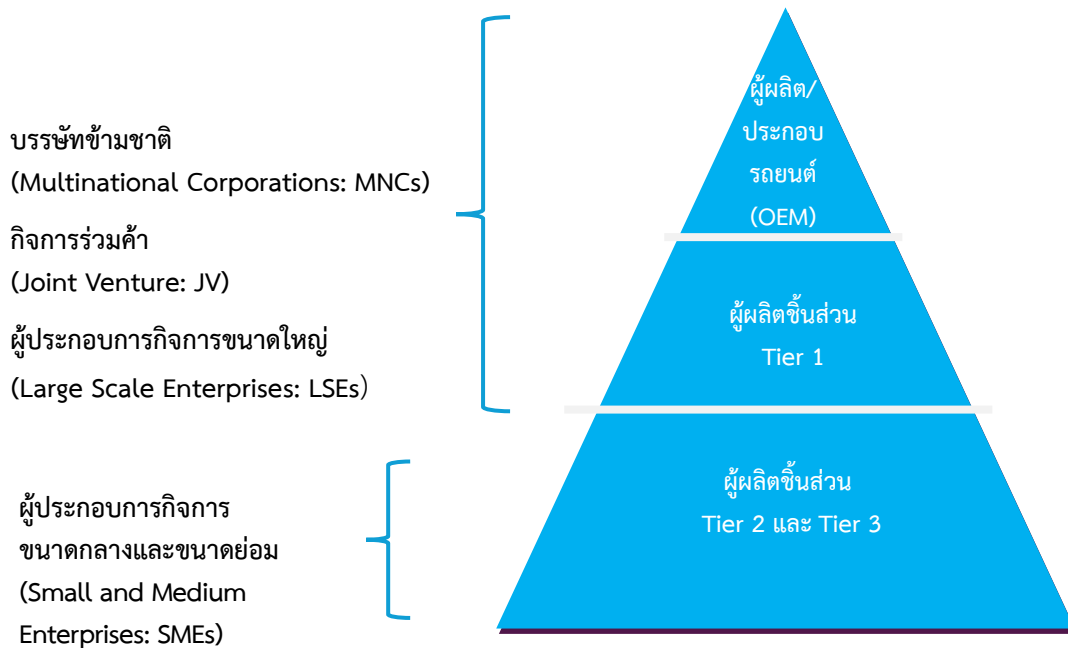 บรรษัทข้ามชาติ
(Multinational Corporations: MNCs)
กิจการร่วมค้า
(Joint Venture: JV)
ผู้ประกอบการกิจการขนาดใหญ่
(Large Scale Enterprises: LSEs)
ผู้ประกอบการกิจการ
ขนาดกลางและขนาดย่อม
(Small and Medium
Enterprises: SMEs)
ผู้ผลิต/
ประกอบ
รถยนต์
(OEM)
ผู้ผลิตชิ้นส่วน
Tier 1
ผู้ผลิตชิ้นส่วน
Tier 2 และ Tier 3